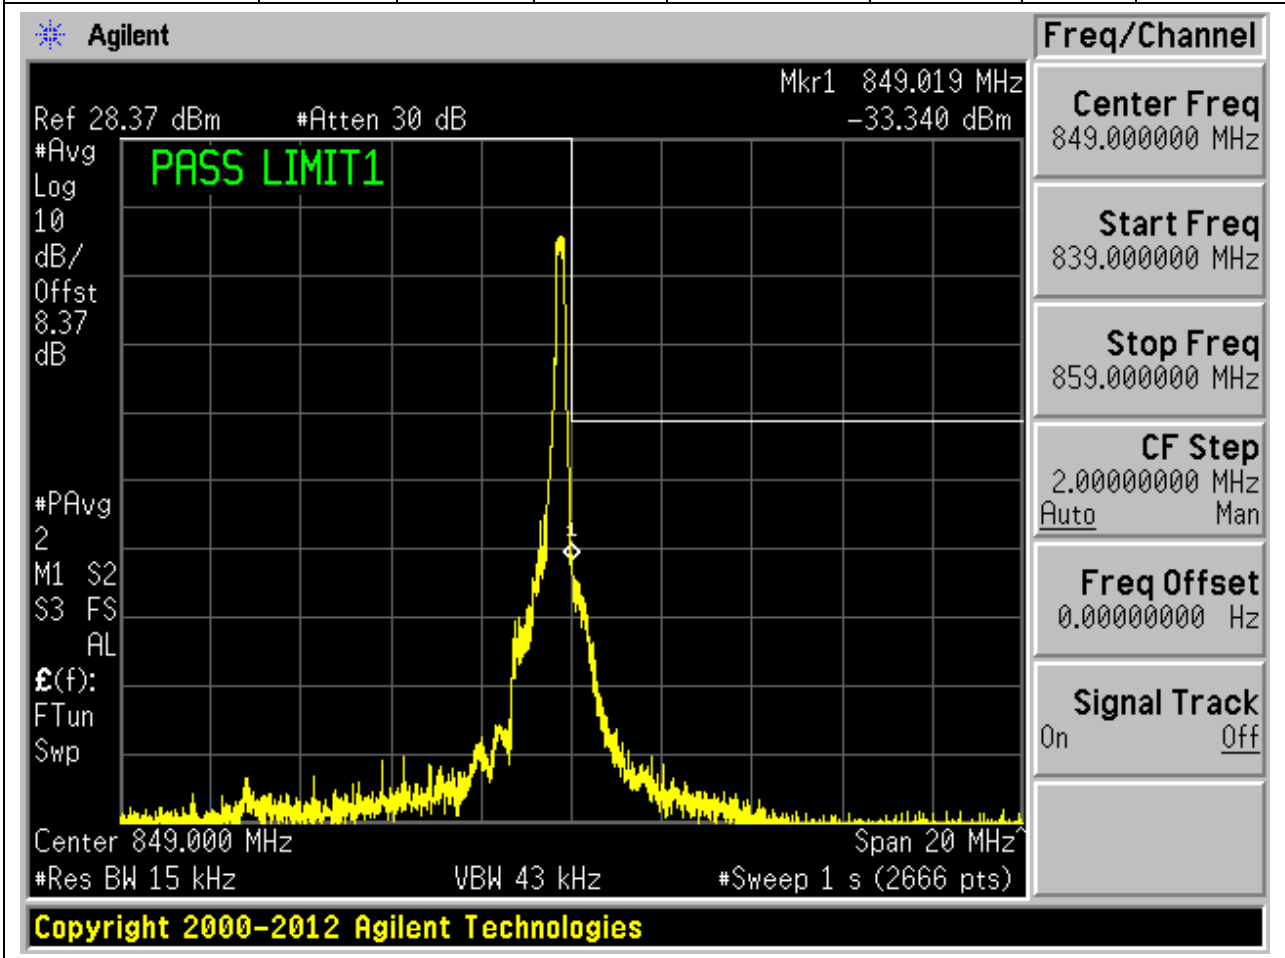 Agilent
Freq/Channel
Mkr1 849.019 MHz
Ref 28.37 dBm #Atten 30 dB -33.340 dBm
#Avg
Log
10
dB/
Offst
8.37
dB
PASS LIMIT1
1
#PAvg
2
M1 S2
S3 FS
AL
£(f):
FTun
Swp
Center 849.000 MHz Span 20 MHz^
#Res BW 15 kHz VBW 43 kHz #Sweep 1 s (2666 pts)
Copyright 2000-2012 Agilent Technologies
Center Freq
849.000000 MHz
Start Freq
839.000000 MHz
Stop Freq
859.000000 MHz
CF Step
2.00000000 MHz
Auto Man
Freq Offset
0.00000000 Hz
Signal Track
On Off